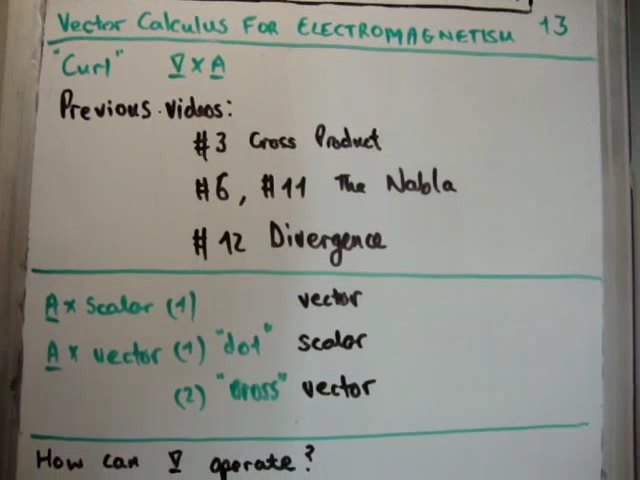 Vector Calculus For Electromagnetism 13
"Curl" ∇ x A
Previous Videos:
#3 Cross Product
#6, #11 The Nabla
#12 Divergence
A x scalar (1) vector
A x vector (1) "dot" scalar
(2) "cross" vector
How can ∇ operate?